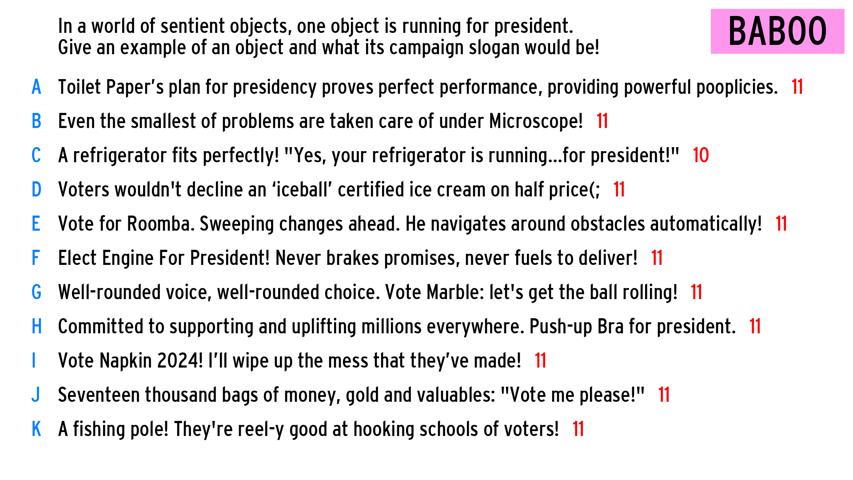 In a world of sentient objects, one object is running for president.
Give an example of an object and what its campaign slogan would be!
BABOO
A Toilet Paper's plan for presidency proves perfect performance, providing powerful pooplicies. 11
B Even the smallest of problems are taken care of under Microscope! 11
C A refrigerator fits perfectly! "Yes, your refrigerator is running...for president!" 10
D Voters wouldn't decline an ‘iceball’ certified ice cream on half price(; 11
E Vote for Roomba. Sweeping changes ahead. He navigates around obstacles automatically! 11
F Elect Engine For President! Never brakes promises, never fuels to deliver! 11
G Well-rounded voice, well-rounded choice. Vote Marble: let's get the ball rolling! 11
H Committed to supporting and uplifting millions everywhere. Push-up Bra for president. 11
I Vote Napkin 2024! I’ll wipe up the mess that they’ve made! 11
J Seventeen thousand bags of money, gold and valuables: "Vote me please!" 11
K A fishing pole! They're reel-y good at hooking schools of voters! 11